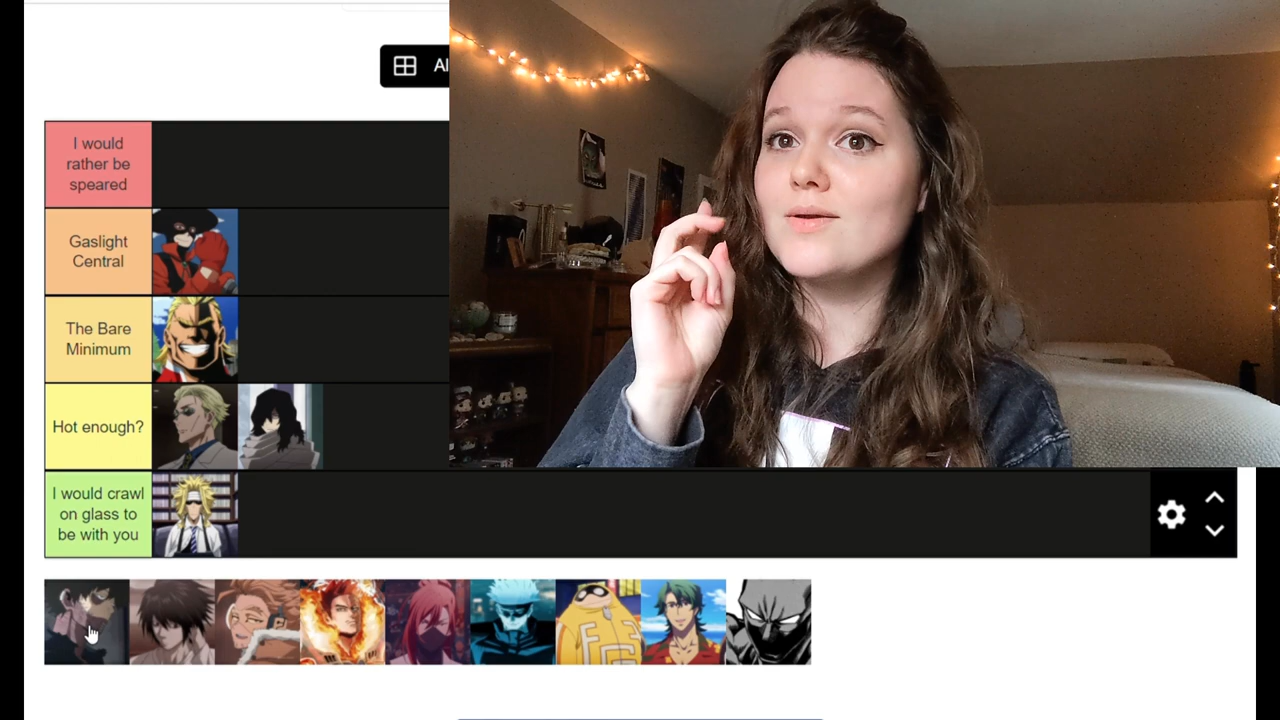 Al
I would
rather be
speared
Gaslight
Central
The Bare
Minimum
Hot enough?
I would crawl
on glass to
be with you
F
G